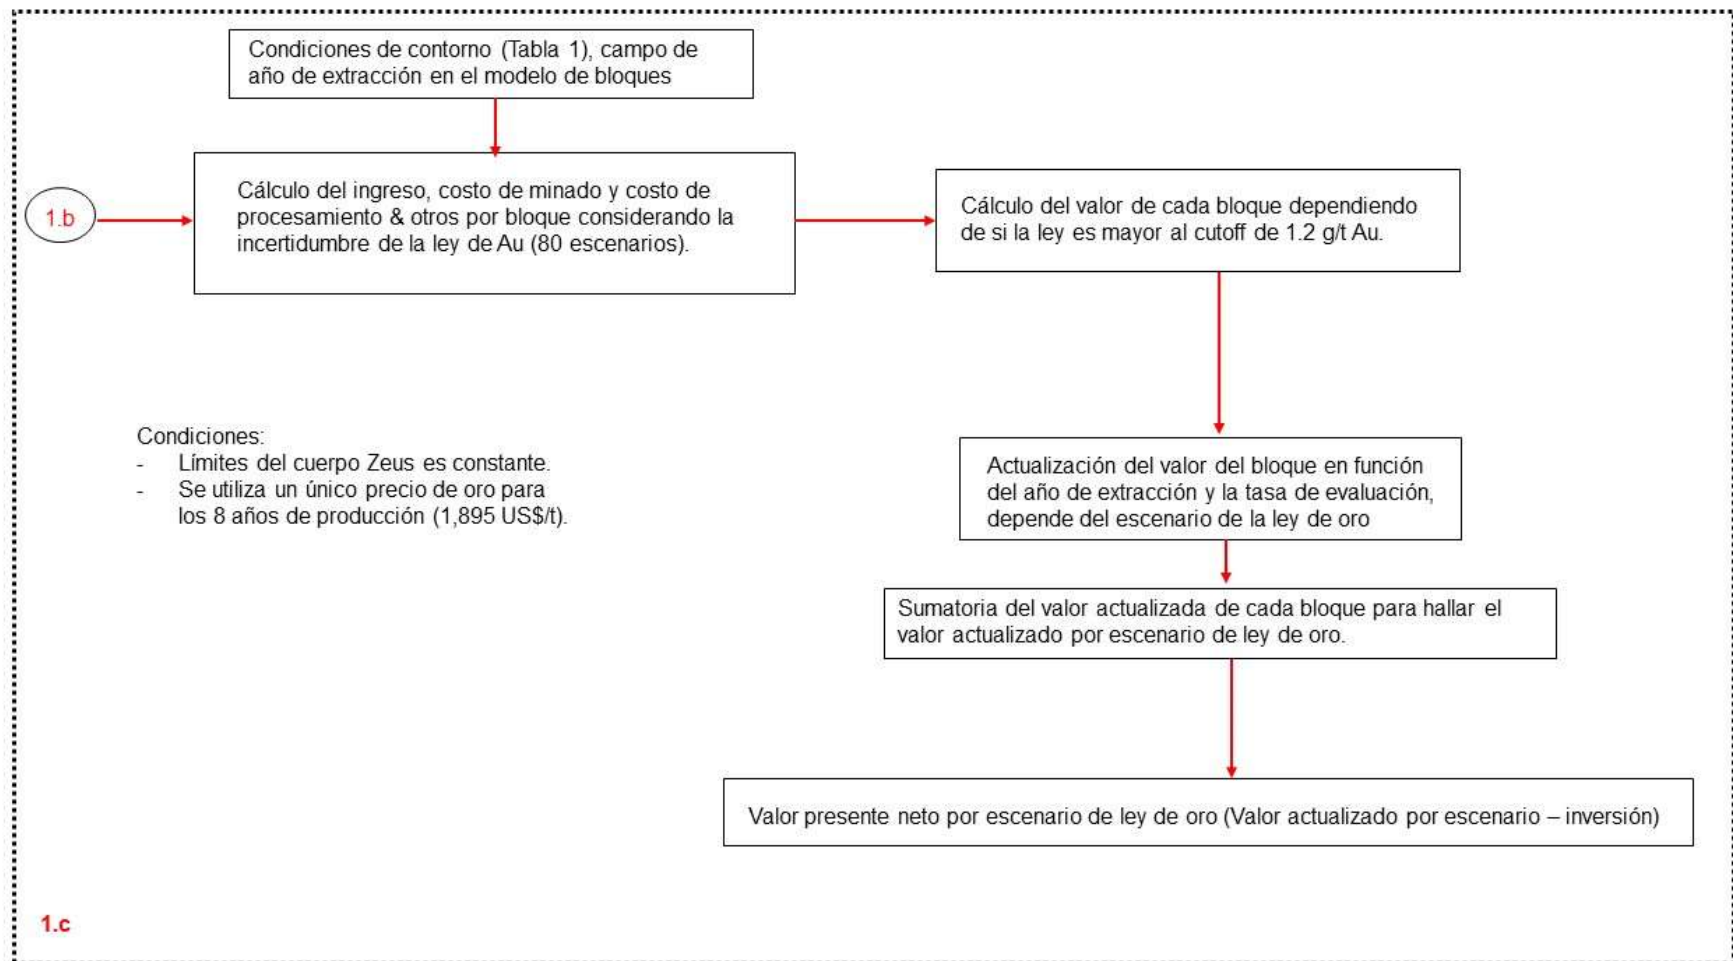 Condiciones de contorno (Tabla 1), campo de
año de extracción en el modelo de bloques
1.b
Cálculo del ingreso, costo de minado y costo de
procesamiento & otros por bloque considerando la
incertidumbre de la ley de Au (80 escenarios).
Cálculo del valor de cada bloque dependiendo
de si la ley es mayor al cutoff de 1.2 g/t Au.
Condiciones:
- Límites del cuerpo Zeus es constante.
- Se utiliza un único precio de oro para
los 8 años de producción (1,895 US$/t).
Actualización del valor del bloque en función
del año de extracción y la tasa de evaluación,
depende del escenario de la ley de oro
Sumatoria del valor actualizada de cada bloque para hallar el
valor actualizado por escenario de ley de oro.
Valor presente neto por escenario de ley de oro (Valor actualizado por escenario – inversión)
1.c